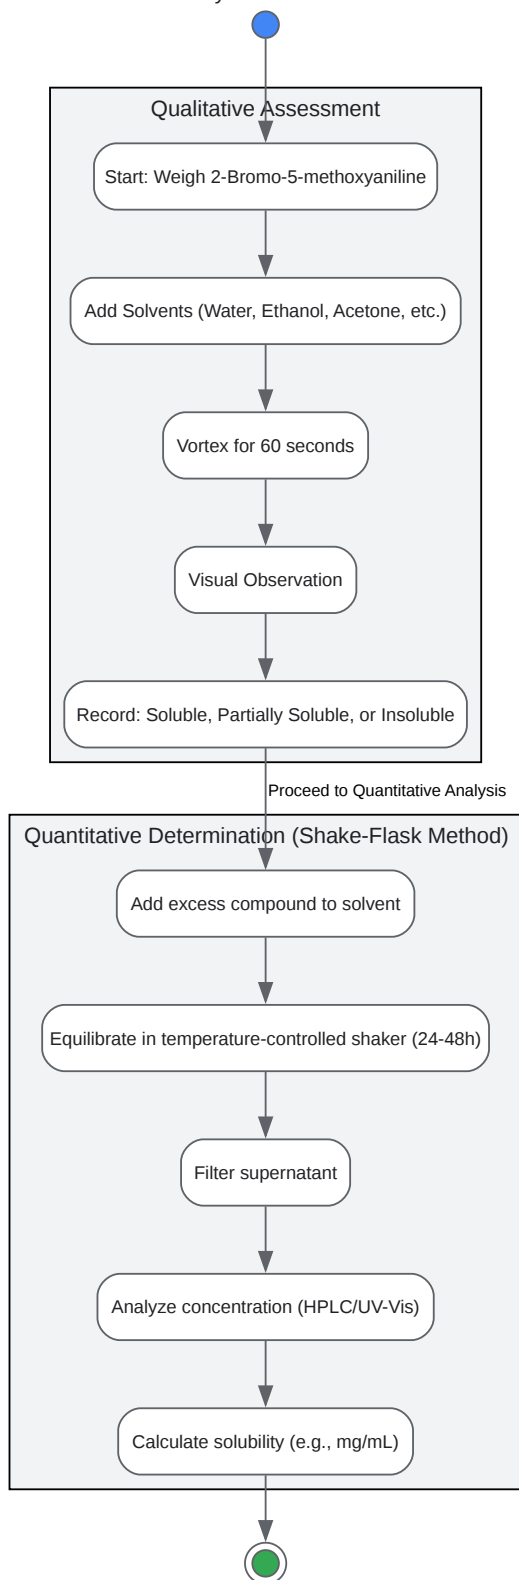 Qualitative Assessment
Start: Weigh 2-Bromo-5-methoxyaniline
Add Solvents (Water, Ethanol, Acetone, etc.)
Vortex for 60 seconds
Visual Observation
Record: Soluble, Partially Soluble, or Insoluble
Proceed to Quantitative Analysis
Quantitative Determination (Shake-Flask Method)
Add excess compound to solvent
Equilibrate in temperature-controlled shaker (24-48h)
Filter supernatant
Analyze concentration (HPLC/UV-Vis)
Calculate solubility (e.g., mg/mL)